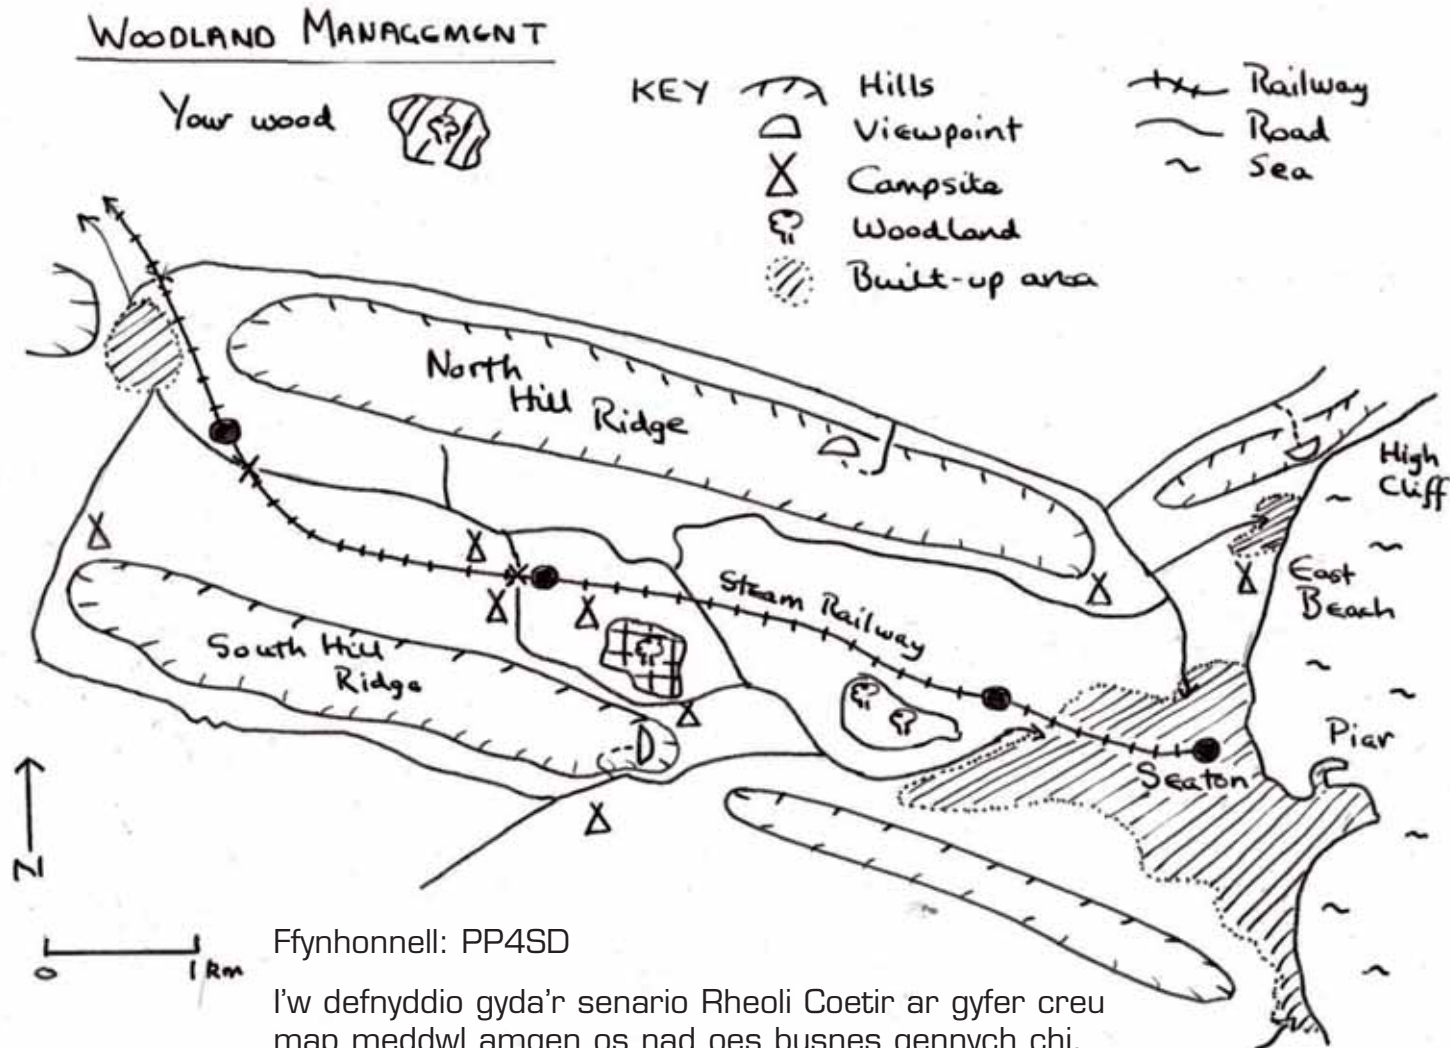 WOODLAND MANAGEMENT
Your wood
KEY
Hills
Viewpoint
Campsite
Woodland
Built-up area
Railway
Road
Sea
North
Hill
Ridge
High
Cliff
East
Beach
Steam Railway
South Hill
Ridge
Pier
Seaton
N
0
1 km
Ffynhonnell: PP4SD
I'w defnyddio gyda'r senario Rheoli Coetir ar gyfer creu
map meddwl amgen os nad oes busnes gennych chi.